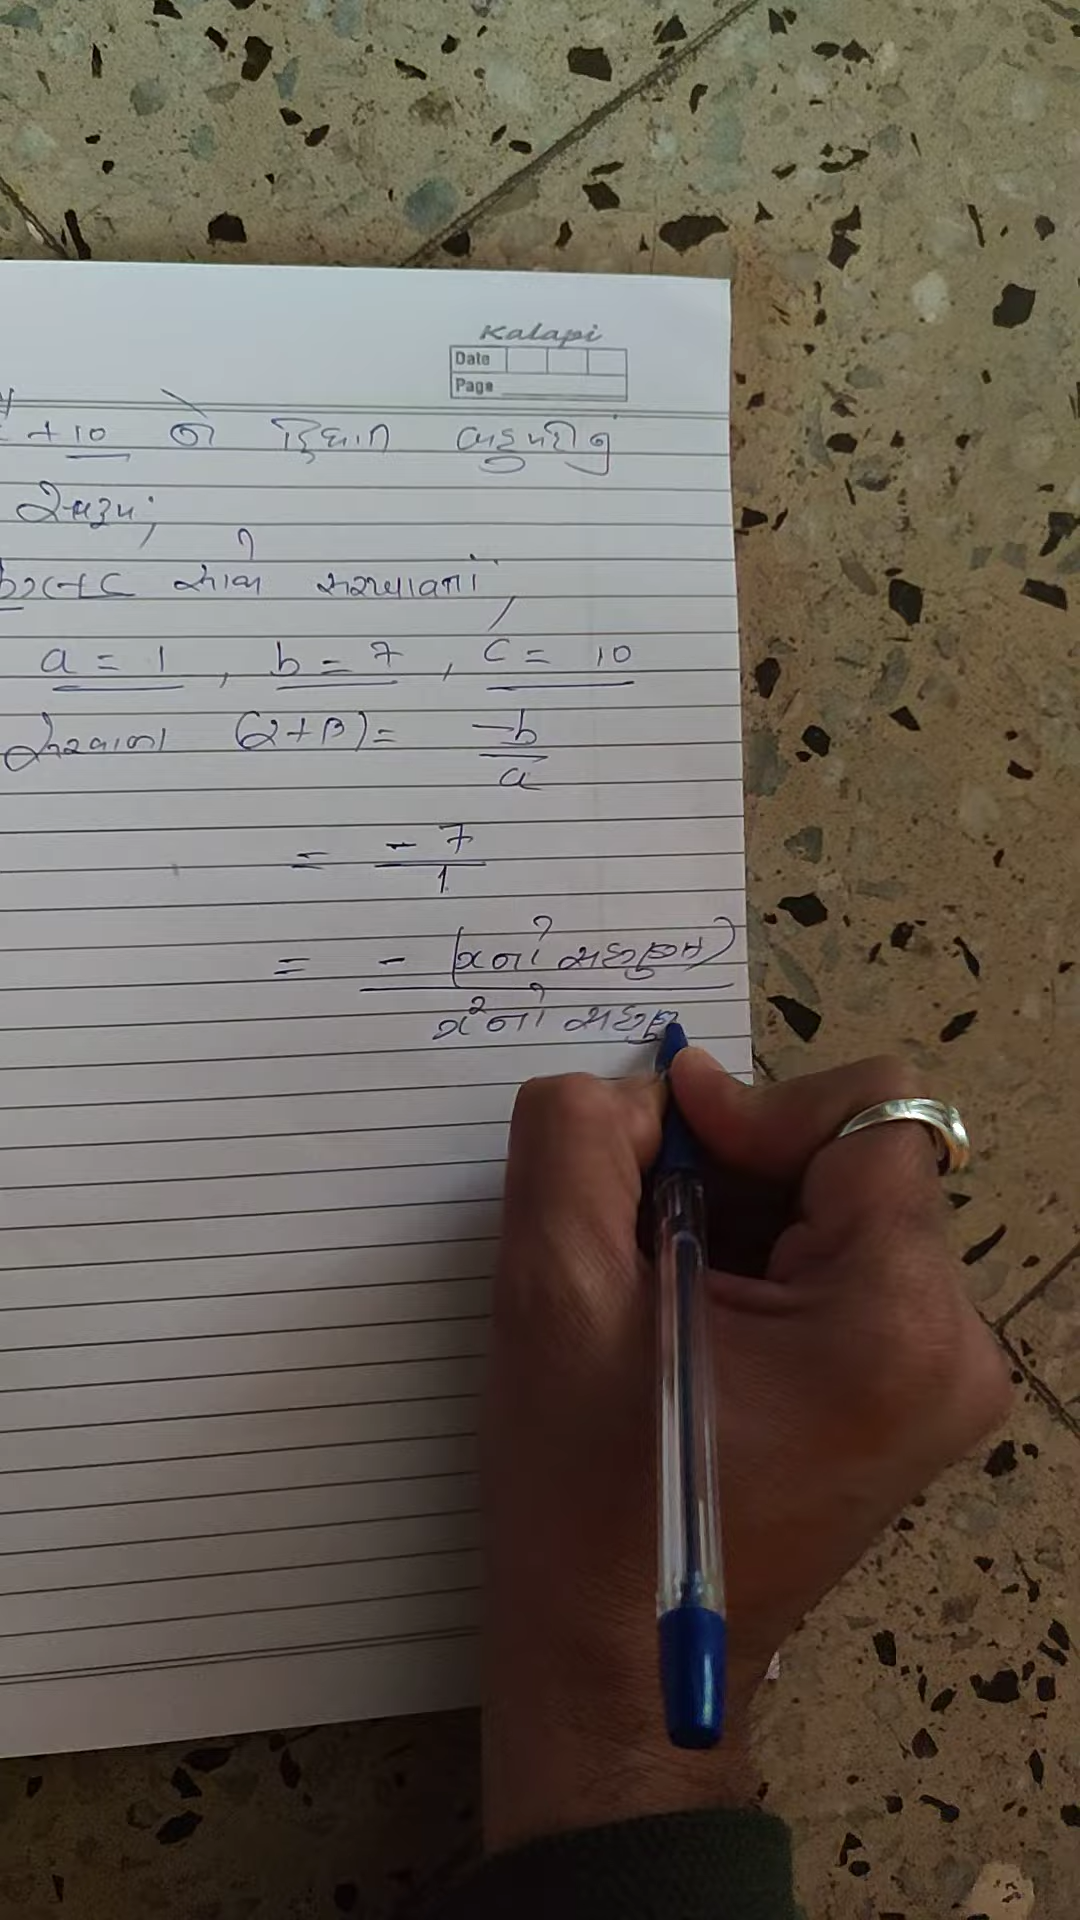 Kalapi
Date
Page
+ 10 એ દ્વિઘાત બહુપદીનું
સ્વરૂપ;
bx+c સાથે સરખાવતાં,
a = 1 , b = 7 , c = 10
સરવાળો (α+β) = -b
a
= - 7
1
= - (xનો સહગુણક)
x²નો સહગુ